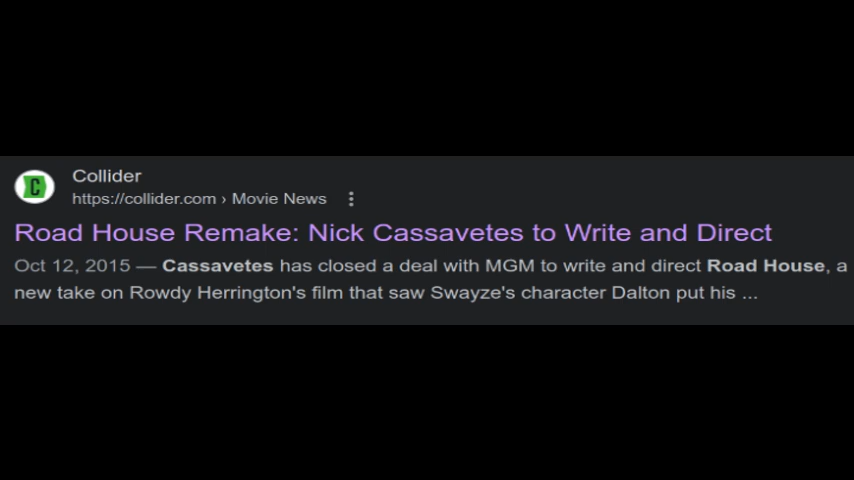 Collider
https://collider.com › Movie News
Road House Remake: Nick Cassavetes to Write and Direct
Oct 12, 2015 — Cassavetes has closed a deal with MGM to write and direct Road House, a
new take on Rowdy Herrington's film that saw Swayze's character Dalton put his ...